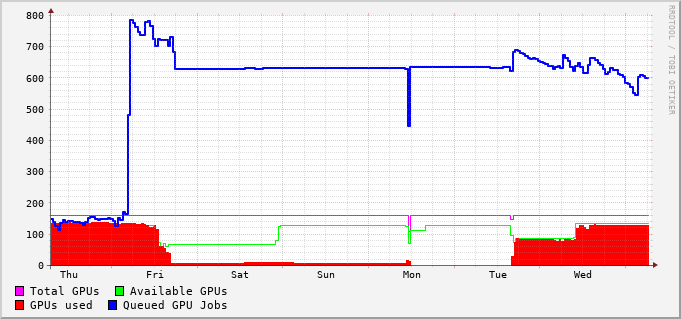 800
700
600
500
400
300
200
100
0
Thu Fri Sat Sun Mon Tue Wed
Total GPUs Available GPUs
GPUs used Queued GPU Jobs
RRDTOOL / TOBI OETIKER